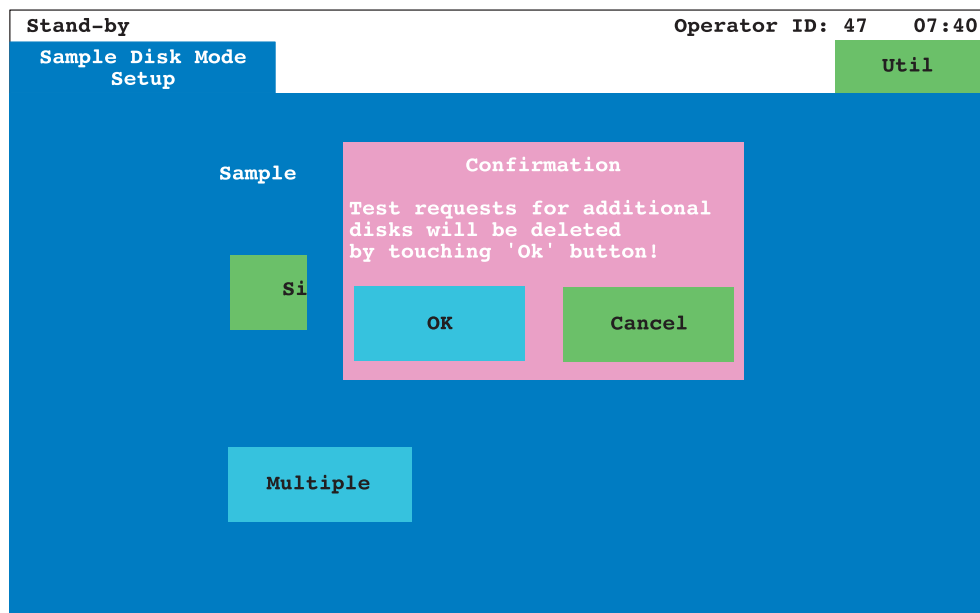 Stand-by
Operator ID: 47 07:40
Sample Disk Mode
Setup
Util
Sample
Confirmation
Test requests for additional
disks will be deleted
by touching 'Ok' button!
Si
OK
Cancel
Multiple